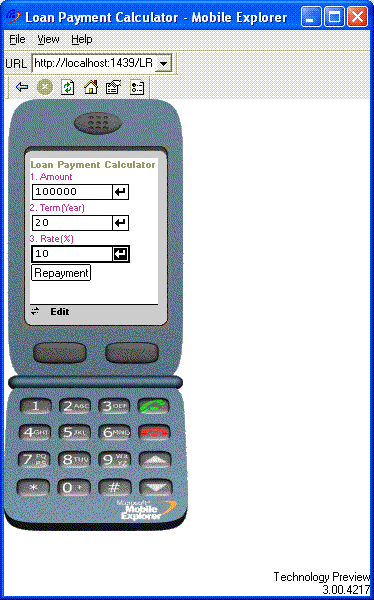 Loan Payment Calculator - Mobile Explorer
File View Help
URL http://localhost:1439/LR
Loan Payment Calculator
1. Amount
100000
2. Term(Year)
20
3. Rate(%)
10
Repayment
Edit
1 2ABC 3DEF
4GHI 5JKL 6MNO
8TUV
* 0+ #
Microsoft
Mobile
Explorer
Technology Preview
3.00.4217